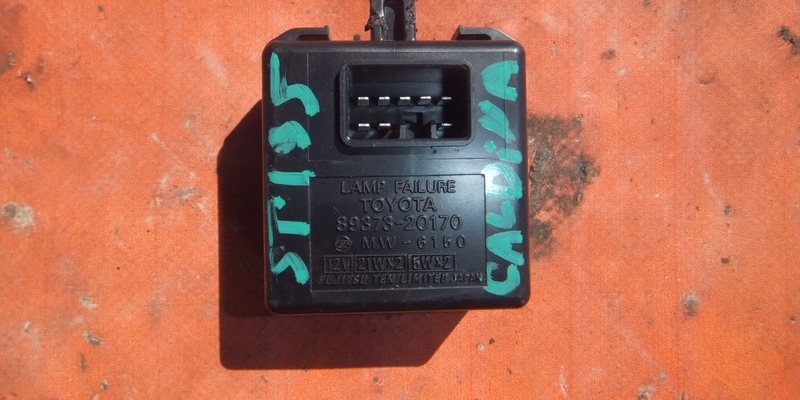 ST195
CALDINA
LAMP FAILURE
TOYOTA
89373-20170
MW-6150
12V 21W×2 5W×2
FUJITSU TEN LIMITED JAPAN